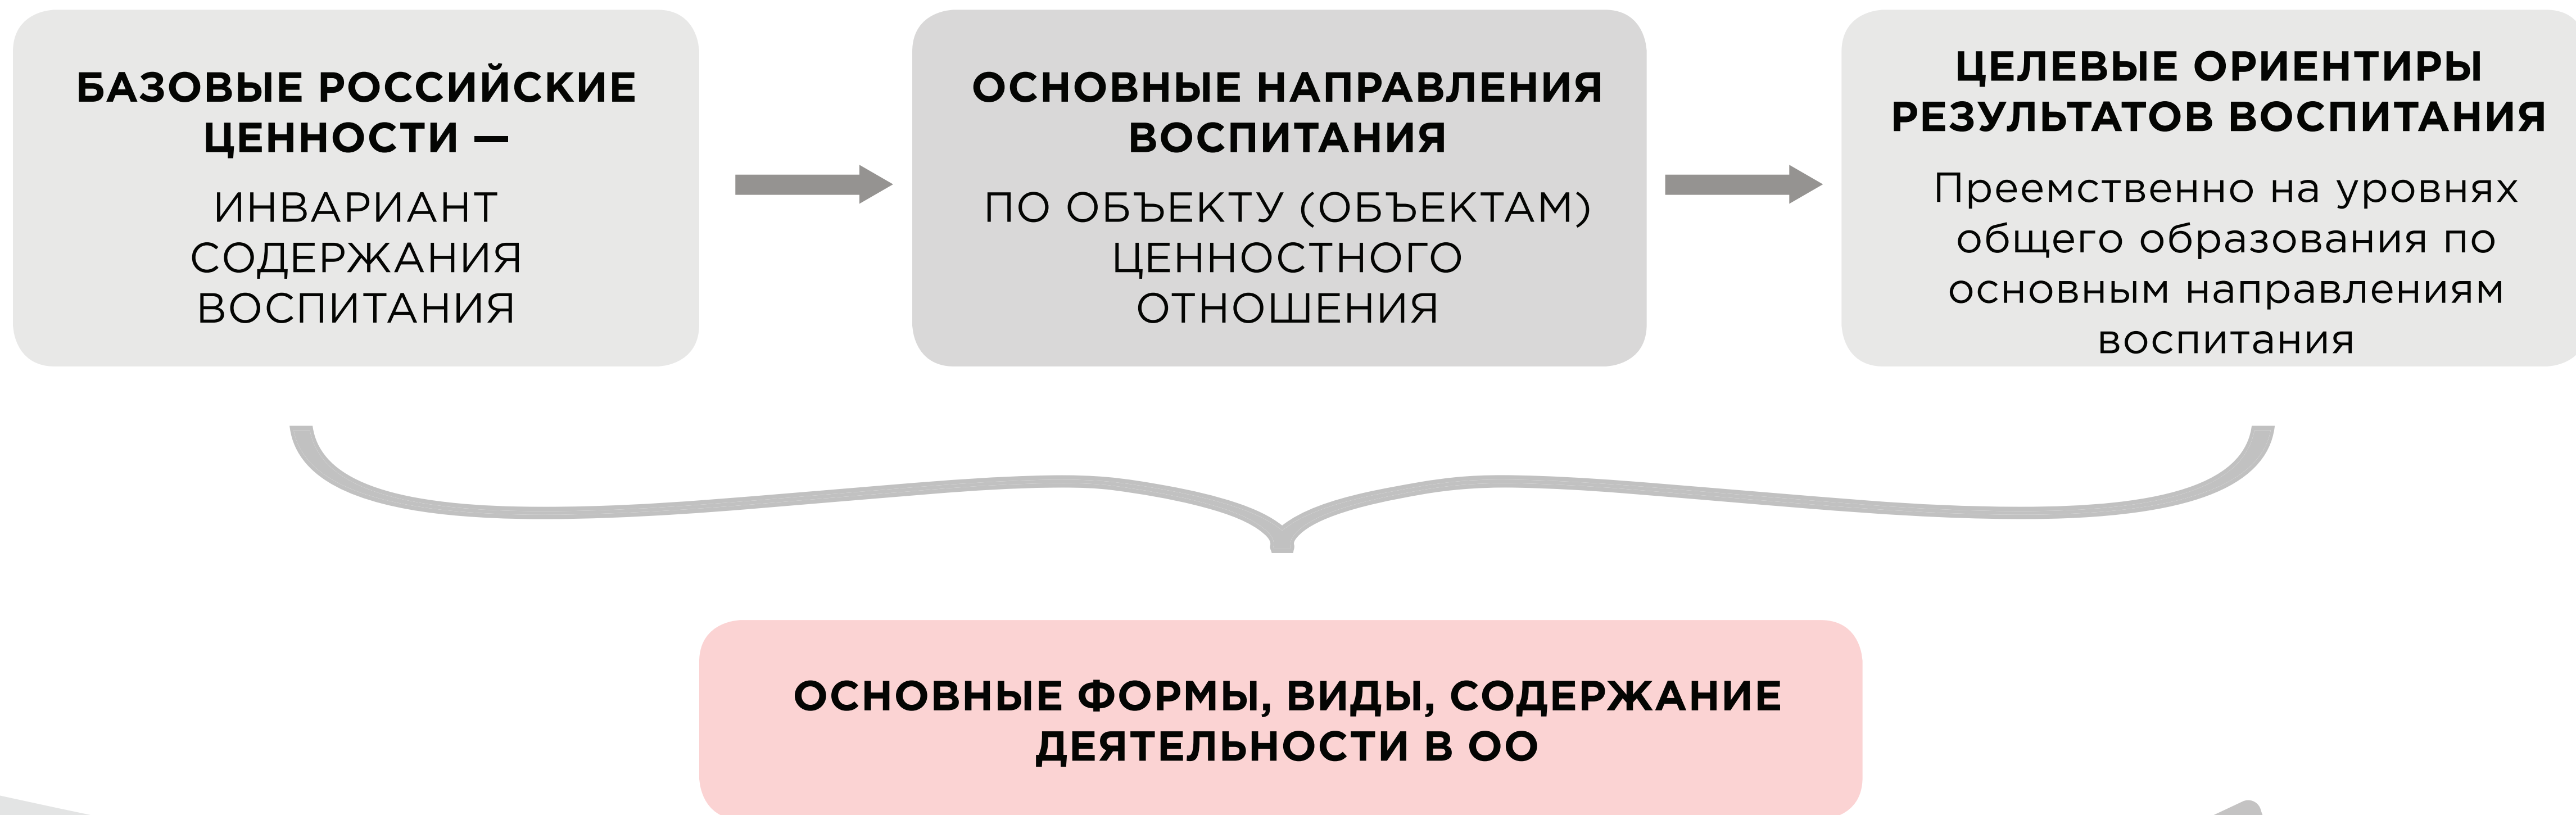 БАЗОВЫЕ РОССИЙСКИЕ
ЦЕННОСТИ —
ИНВАРИАНТ
СОДЕРЖАНИЯ
ВОСПИТАНИЯ
ОСНОВНЫЕ НАПРАВЛЕНИЯ
ВОСПИТАНИЯ
ПО ОБЪЕКТУ (ОБЪЕКТАМ)
ЦЕННОСТНОГО
ОТНОШЕНИЯ
ЦЕЛЕВЫЕ ОРИЕНТИРЫ
РЕЗУЛЬТАТОВ ВОСПИТАНИЯ
Преемственно на уровнях
общего образования по
основным направлениям
воспитания
ОСНОВНЫЕ ФОРМЫ, ВИДЫ, СОДЕРЖАНИЕ
ДЕЯТЕЛЬНОСТИ В ОО